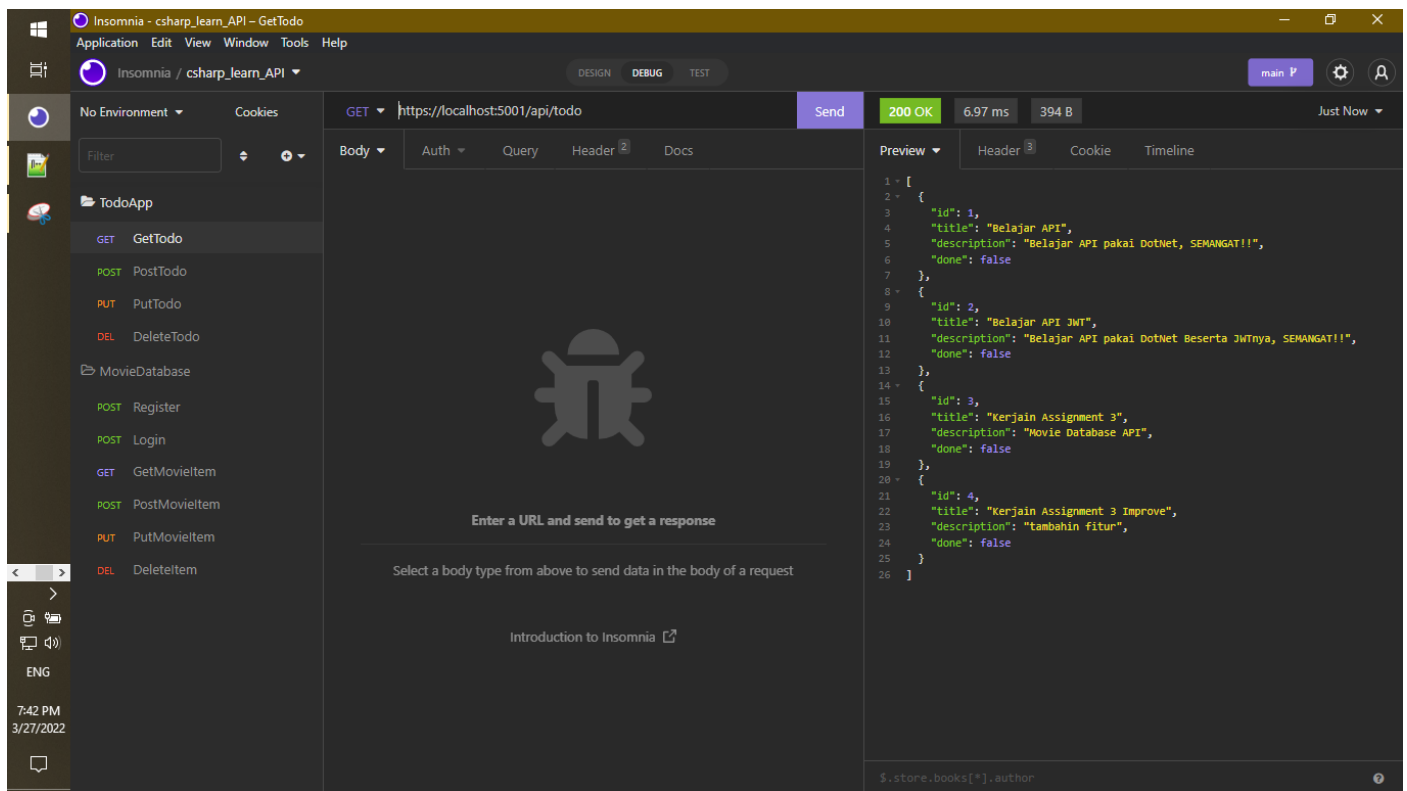 Insomnia - csharp_learn_API – GetTodo
Application Edit View Window Tools Help
Insomnia / csharp_learn_API
DESIGN DEBUG TEST
main
No Environment
Cookies
Filter
TodoApp
GET GetTodo
POST PostTodo
PUT PutTodo
DEL DeleteTodo
MovieDatabase
POST Register
POST Login
GET GetMovieItem
POST PostMovieItem
PUT PutMovieItem
DEL DeleteItem
GET https://localhost:5001/api/todo Send
Body Auth Query Header 2 Docs
Enter a URL and send to get a response
Select a body type from above to send data in the body of a request
Introduction to Insomnia
200 OK 6.97 ms 394 B Just Now
Preview Header 3 Cookie Timeline
1 [
2 {
3 "id": 1,
4 "title": "Belajar API",
5 "description": "Belajar API pakai DotNet, SEMANGAT!!",
6 "done": false
7 },
8 {
9 "id": 2,
10 "title": "Belajar API JWT",
11 "description": "Belajar API pakai DotNet Beserta JWTnya, SEMANGAT!!",
12 "done": false
13 },
14 {
15 "id": 3,
16 "title": "Kerjain Assignment 3",
17 "description": "Movie Database API",
18 "done": false
19 },
20 {
21 "id": 4,
22 "title": "Kerjain Assignment 3 Improve",
23 "description": "tambahin fitur",
24 "done": false
25 }
26 ]
$.store.books[*].author
ENG
7:42 PM
3/27/2022